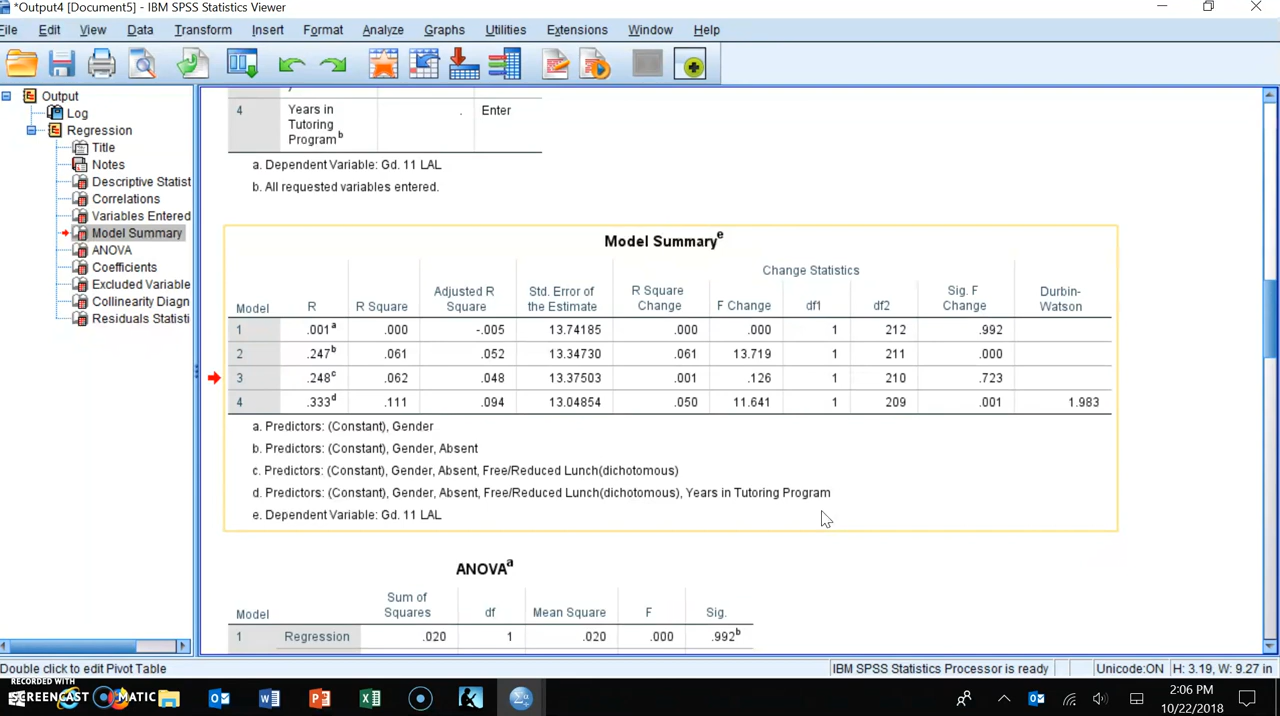 *Output4 [Document5] - IBM SPSS Statistics Viewer
File Edit View Data Transform Insert Format Analyze Graphs Utilities Extensions Window Help
Output
Log
Regression
Title
Notes
Descriptive Statist
Correlations
Variables Entered
Model Summary
ANOVA
Coefficients
Excluded Variable
Collinearity Diagn
Residuals Statisti
4 Years in Tutoring Program b . Enter
a. Dependent Variable: Gd. 11 LAL
b. All requested variables entered.
Model Summary e
Change Statistics
Model R R Square Adjusted R Square Std. Error of the Estimate R Square Change F Change df1 df2 Sig. F Change Durbin-Watson
1 .001a .000 -.005 13.74185 .000 .000 1 212 .992
2 .247b .061 .052 13.34730 .061 13.719 1 211 .000
3 .248c .062 .048 13.37503 .001 .126 1 210 .723
4 .333d .111 .094 13.04854 .050 11.641 1 209 .001 1.983
a. Predictors: (Constant), Gender
b. Predictors: (Constant), Gender, Absent
c. Predictors: (Constant), Gender, Absent, Free/Reduced Lunch(dichotomous)
d. Predictors: (Constant), Gender, Absent, Free/Reduced Lunch(dichotomous), Years in Tutoring Program
e. Dependent Variable: Gd. 11 LAL
ANOVA a
Model Sum of Squares df Mean Square F Sig.
1 Regression .020 1 .020 .000 .992b
Double click to edit Pivot Table IBM SPSS Statistics Processor is ready Unicode:ON H: 3.19, W: 9.27 in
RECORDED WITH
SCREENCAST MATIC
2:06 PM
10/22/2018